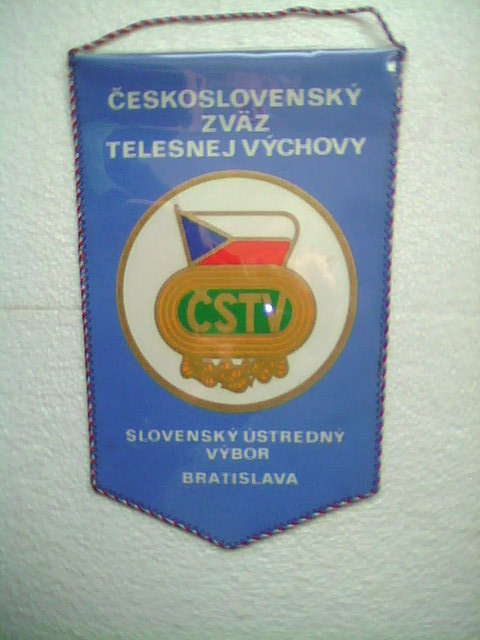 ČESKOSLOVENSKÝ
ZVÄZ
TELESNEJ VÝCHOVY
ČSTV
SLOVENSKÝ ÚSTREDNÝ
VÝBOR
BRATISLAVA